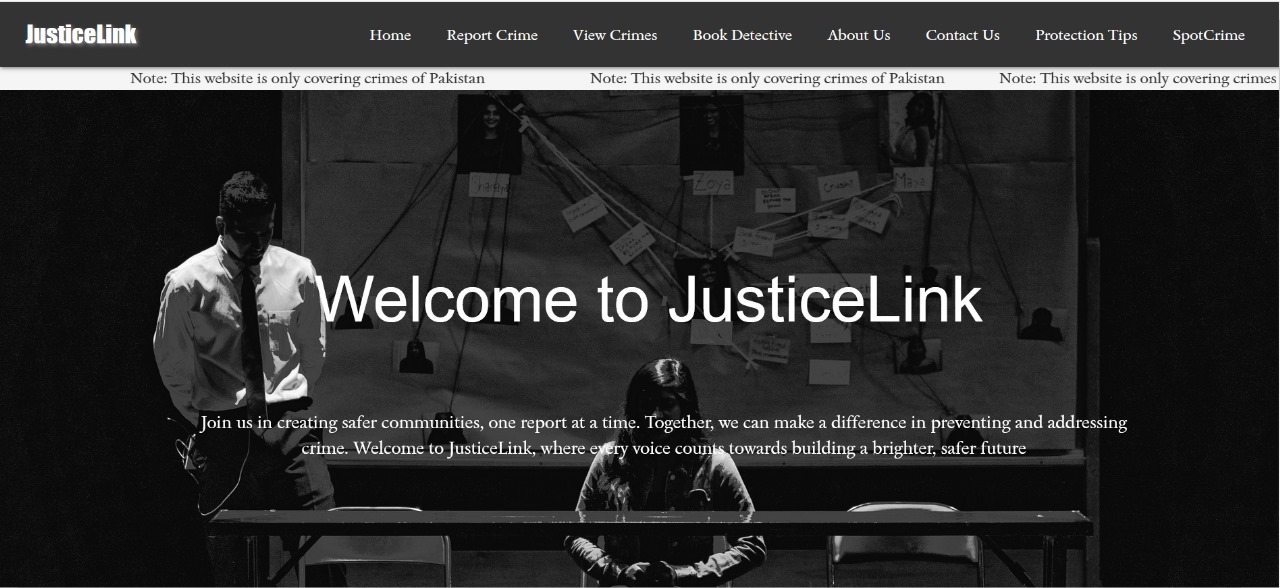 JusticeLink
Home Report Crime View Crimes Book Detective About Us Contact Us Protection Tips SpotCrime
Note: This website is only covering crimes of Pakistan Note: This website is only covering crimes of Pakistan Note: This website is only covering crimes
Zoya
Crush!
Maya
Welcome to JusticeLink
Join us in creating safer communities, one report at a time. Together, we can make a difference in preventing and addressing
crime. Welcome to JusticeLink, where every voice counts towards building a brighter, safer future